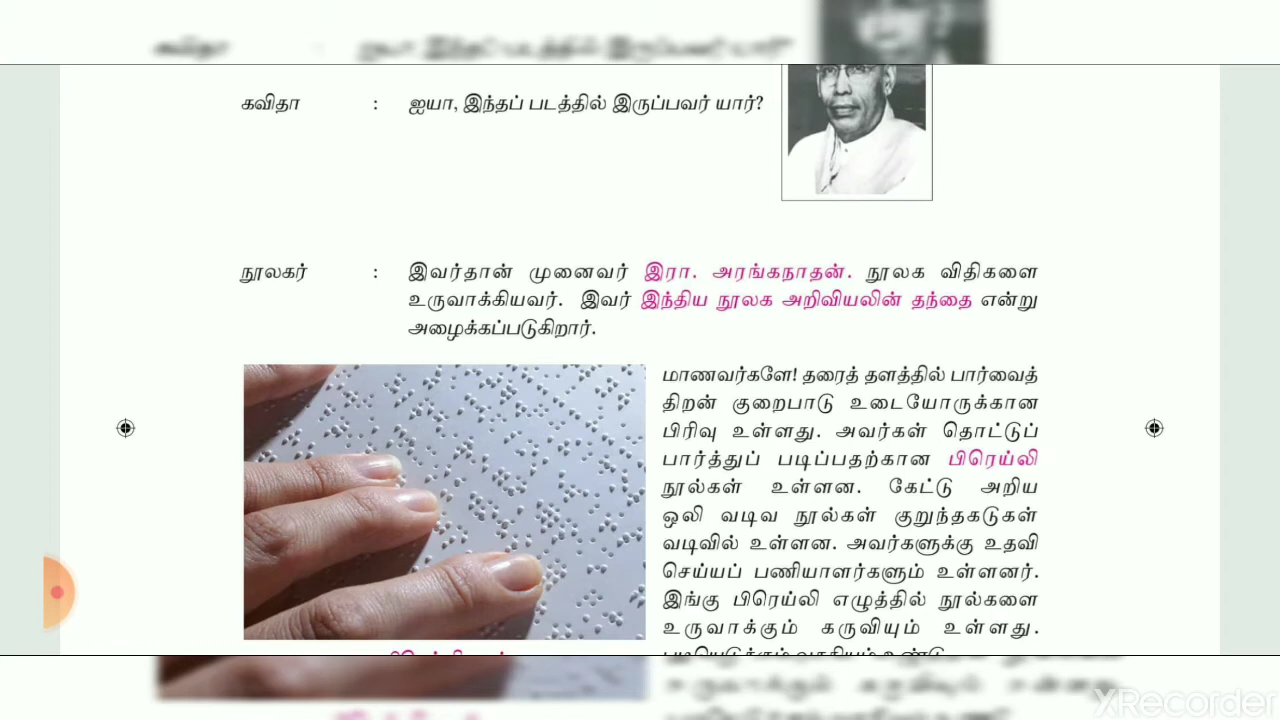 கவிதா : ஐயா, இந்தப் படத்தில் இருப்பவர் யார்?
நூலகர் : இவர்தான் முனைவர் இரா. அரங்கநாதன். நூலக விதிகளை
உருவாக்கியவர். இவர் இந்திய நூலக அறிவியலின் தந்தை என்று
அழைக்கப்படுகிறார்.
மாணவர்களே! தரைத் தளத்தில் பார்வைத்
திறன் குறைபாடு உடையோருக்கான
பிரிவு உள்ளது. அவர்கள் தொட்டுப்
பார்த்துப் படிப்பதற்கான பிரெய்லி
நூல்கள் உள்ளன. கேட்டு அறிய
ஒலி வடிவ நூல்கள் குறுந்தகடுகள்
வடிவில் உள்ளன. அவர்களுக்கு உதவி
செய்யப் பணியாளர்களும் உள்ளனர்.
இங்கு பிரெய்லி எழுத்தில் நூல்களை
உருவாக்கும் கருவியும் உள்ளது.
XRecorder